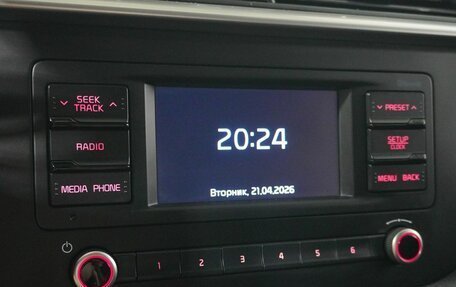 SEEK
TRACK
RADIO
MEDIA PHONE
20:24
Вторник, 21.04.2026
PRESET
SETUP
CLOCK
MENU BACK
1 2 3 4 5 6